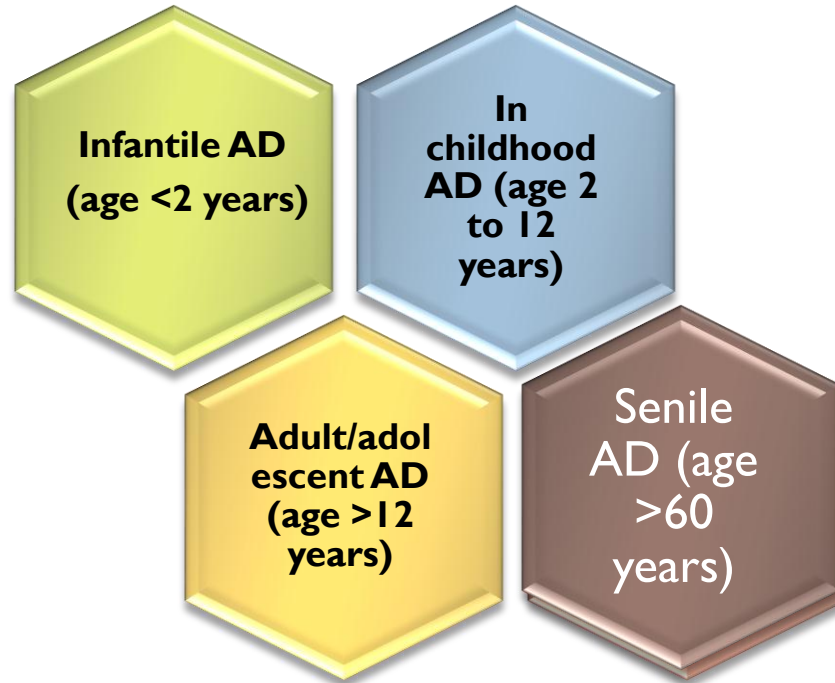 Infantile AD
(age <2 years)
In
childhood
AD (age 2
to 12
years)
Adult/adol
escent AD
(age >12
years)
Senile
AD (age
>60
years)